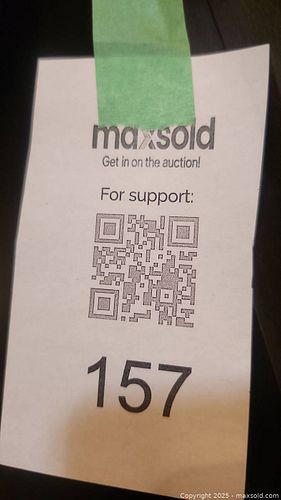 maxsold
Get in on the auction!
For support:
157
Copyright 2025 - maxsold.com